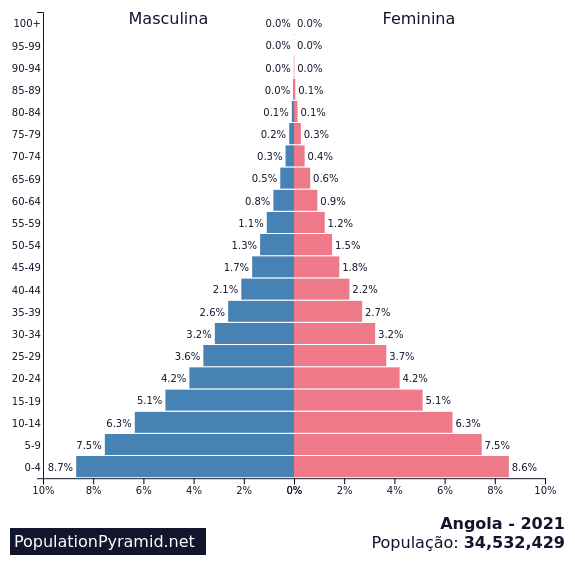 Masculina Feminina
100+ 0.0% 0.0%
95-99 0.0% 0.0%
90-94 0.0% 0.0%
85-89 0.0% 0.1%
80-84 0.1% 0.1%
75-79 0.2% 0.3%
70-74 0.3% 0.4%
65-69 0.5% 0.6%
60-64 0.8% 0.9%
55-59 1.1% 1.2%
50-54 1.3% 1.5%
45-49 1.7% 1.8%
40-44 2.1% 2.2%
35-39 2.6% 2.7%
30-34 3.2% 3.2%
25-29 3.6% 3.7%
20-24 4.2% 4.2%
15-19 5.1% 5.1%
10-14 6.3% 6.3%
5-9 7.5% 7.5%
0-4 8.7% 8.6%
10% 8% 6% 4% 2% 0% 2% 4% 6% 8% 10%
Angola - 2021
PopulationPyramid.net População: 34,532,429